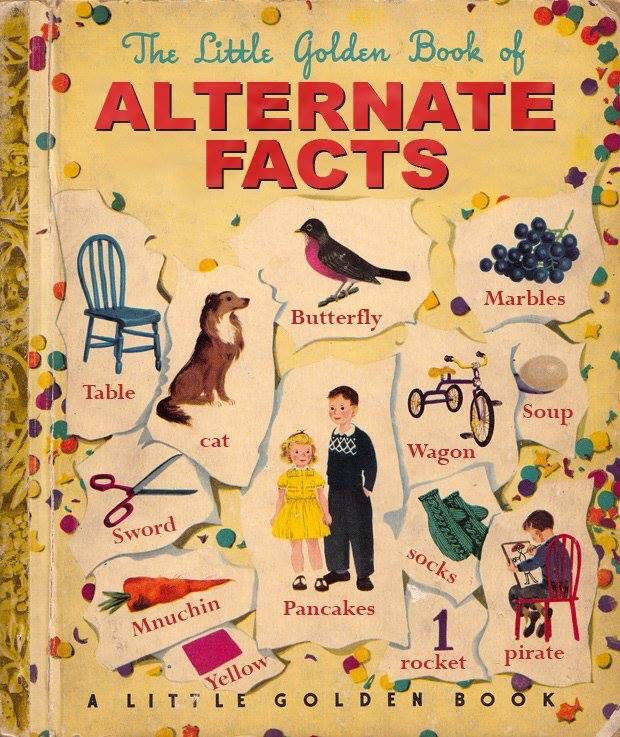 The Little Golden Book of
ALTERNATE
FACTS
Butterfly
Marbles
Table
cat
Wagon
Soup
Sword
socks
Mnuchin
Pancakes
1
rocket
pirate
Yellow
A LITTLE GOLDEN BOOK